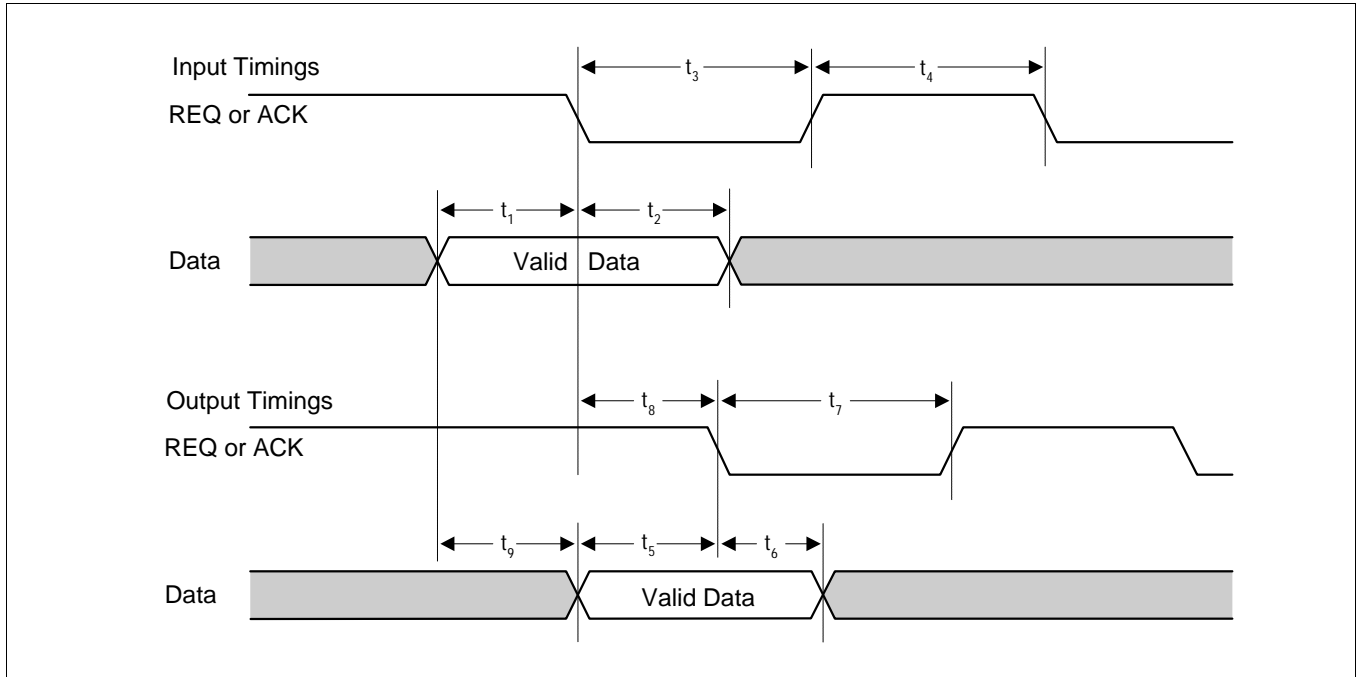 Input Timings
t₃
t₄
REQ or ACK
t₁
t₂
Data
Valid Data
Output Timings
t₈
t₇
REQ or ACK
t₉
t₅
t₆
Data
Valid Data